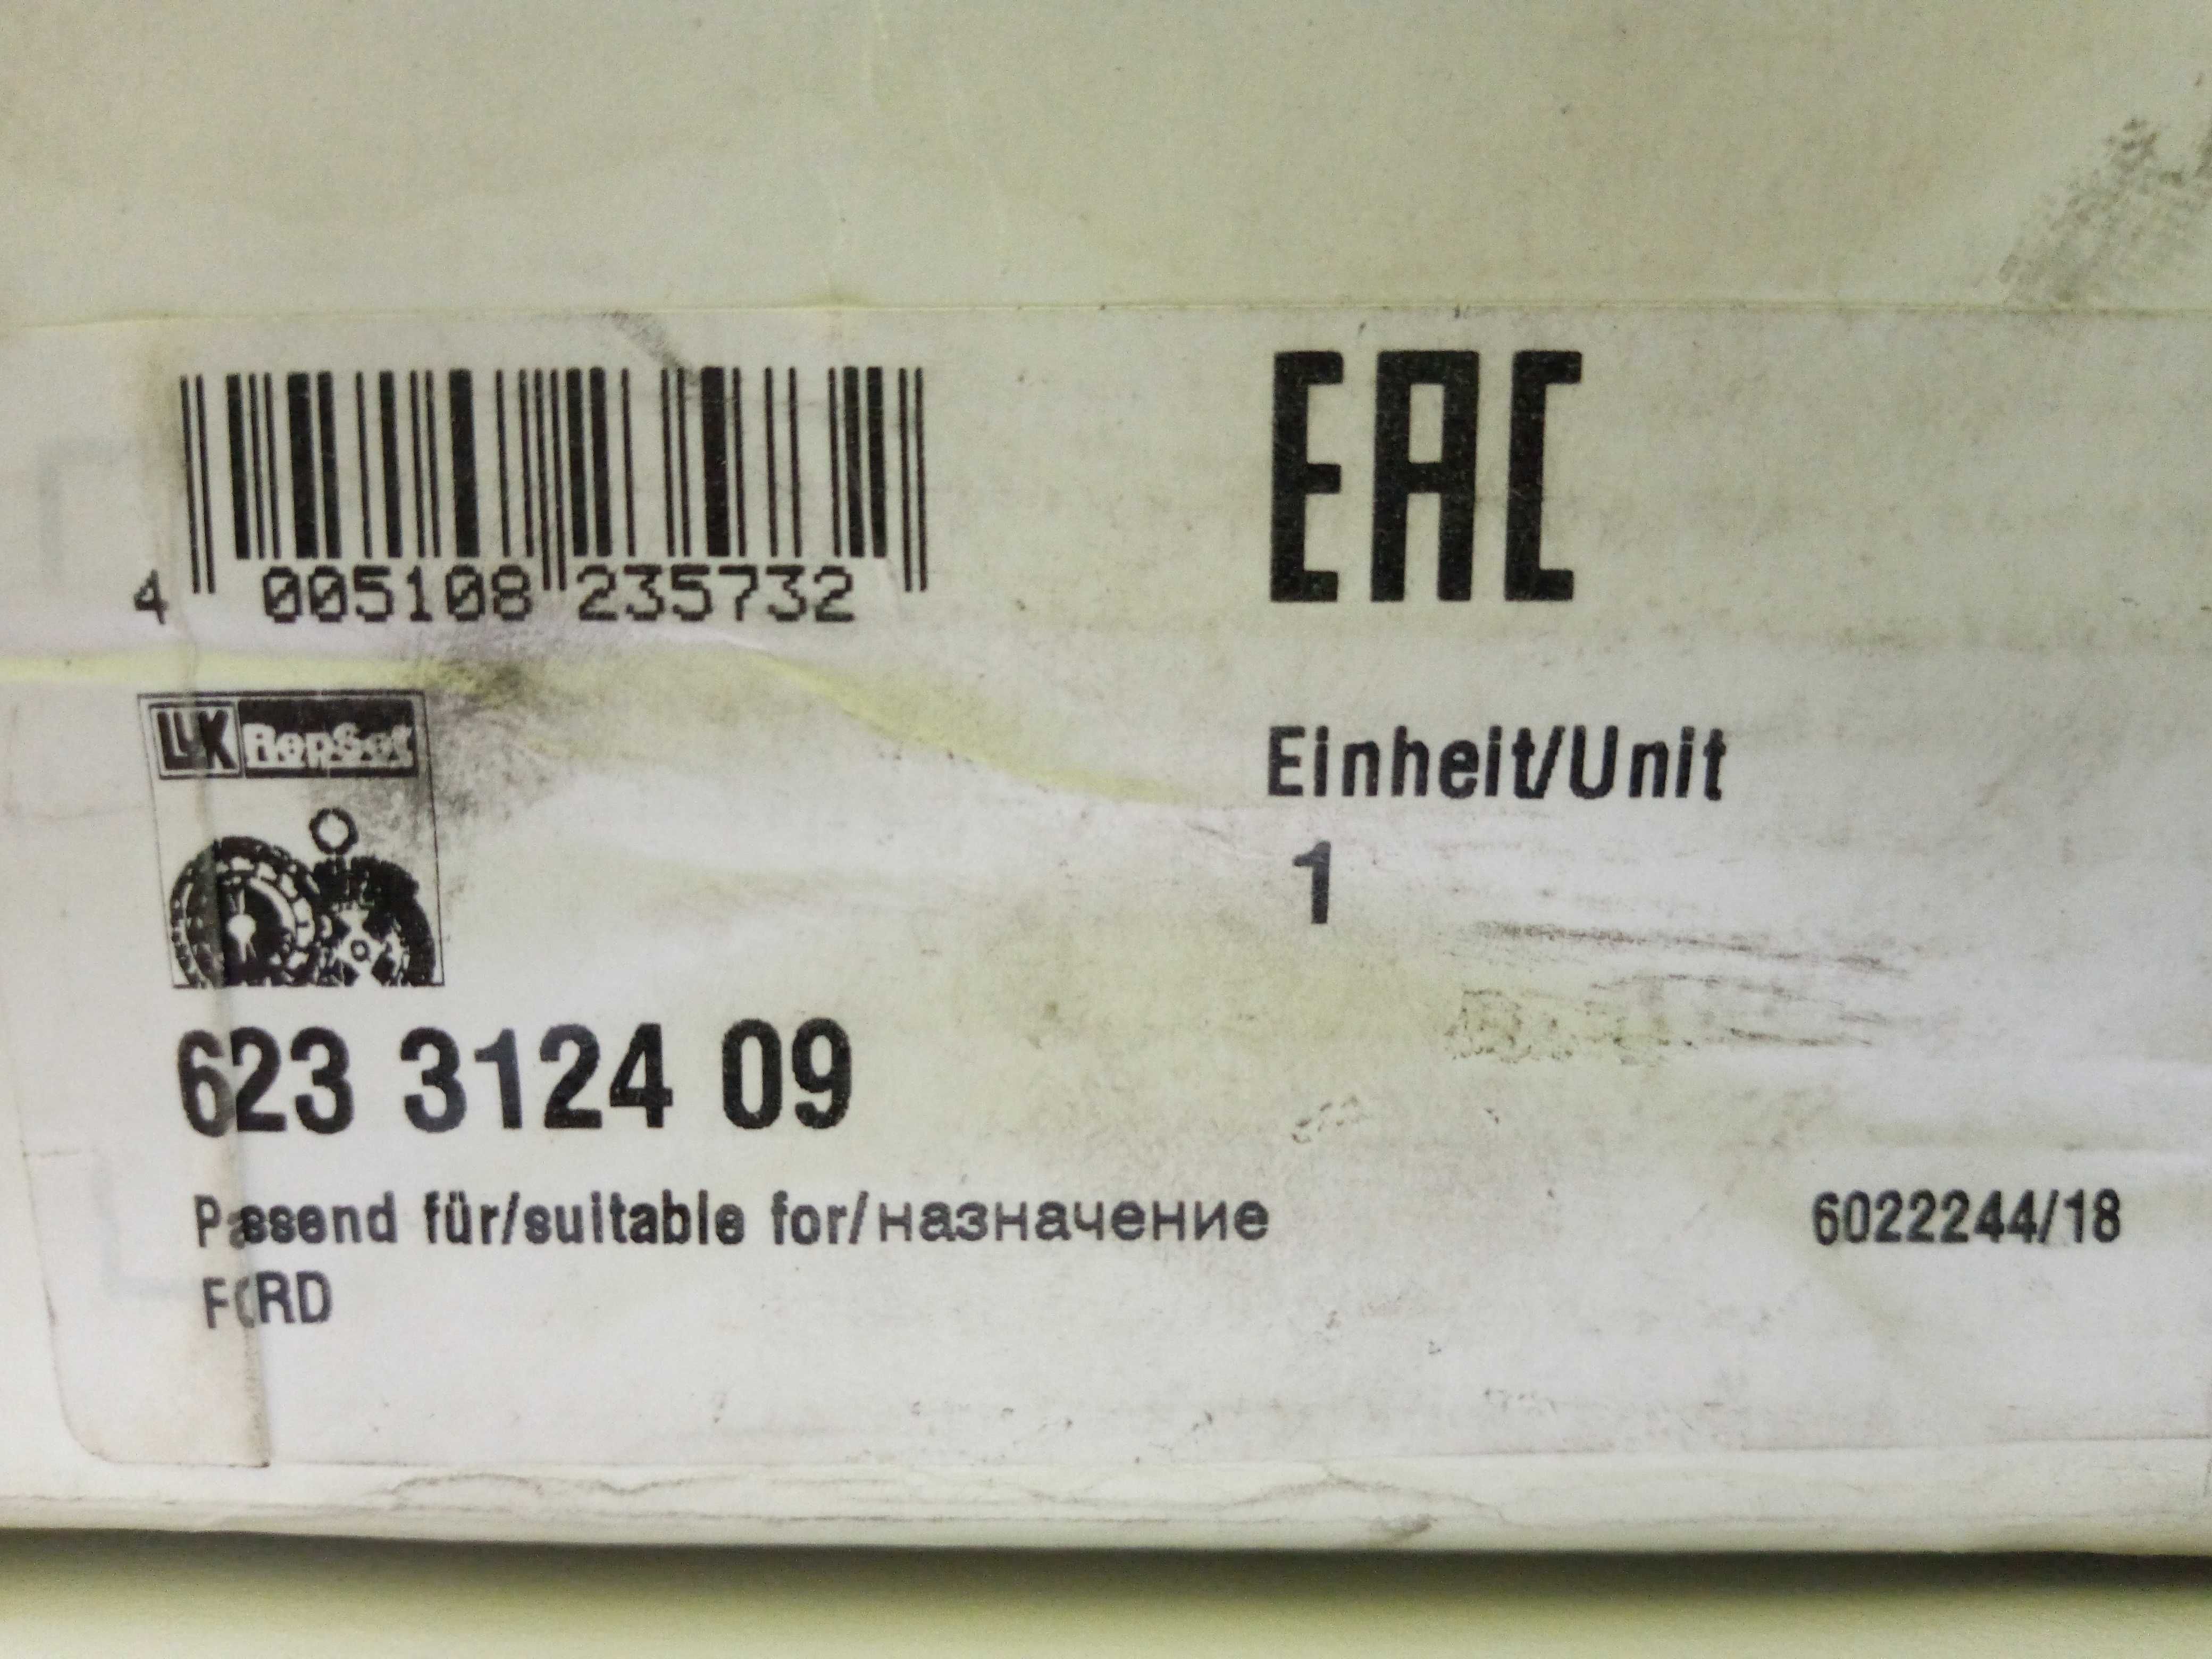 EAC
4 005108 235732
LUK RepSet
Einheit/Unit
1
623 3124 09
Passend für/suitable for/назначение
6022244/18
FORD